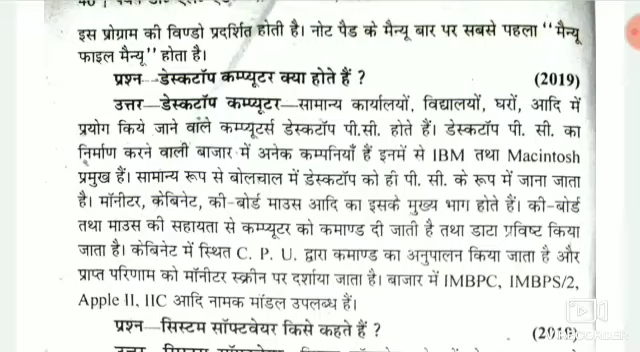 इस प्रोग्राम की विण्डो प्रदर्शित होती है। नोट पैड के मैन्यू बार पर सबसे पहला ''मैन्यू
फाइल मैन्यू'' होता है।
प्रश्न—डेस्कटॉप कम्प्यूटर क्या होते हैं ? (2019)
उत्तर—डेस्कटॉप कम्प्यूटर—सामान्य कार्यालयों, विद्यालयों, घरों, आदि में
प्रयोग किये जाने वाले कम्प्यूटर्स डेस्कटॉप पी.सी. होते हैं। डेस्कटॉप पी. सी. का
निर्माण करने वाली बाजार में अनेक कम्पनियाँ हैं इनमें से IBM तथा Macintosh
प्रमुख हैं। सामान्य रूप से बोलचाल में डेस्कटॉप को ही पी. सी. के रूप में जाना जाता
है। मॉनीटर, केबिनेट, की-बोर्ड माउस आदि का इसके मुख्य भाग होते हैं। की-बोर्ड
तथा माउस की सहायता से कम्प्यूटर को कमाण्ड दी जाती है तथा डाटा प्रविष्ट किया
जाता है। केबिनेट में स्थित C. P. U. द्वारा कमाण्ड का अनुपालन किया जाता है और
प्राप्त परिणाम को मॉनीटर स्क्रीन पर दर्शाया जाता है। बाजार में IMBPC, IMBPS/2,
Apple II, IIC आदि नामक मॉडल उपलब्ध हैं।
प्रश्न—सिस्टम सॉफ्टवेयर किसे कहते हैं ? (2019)